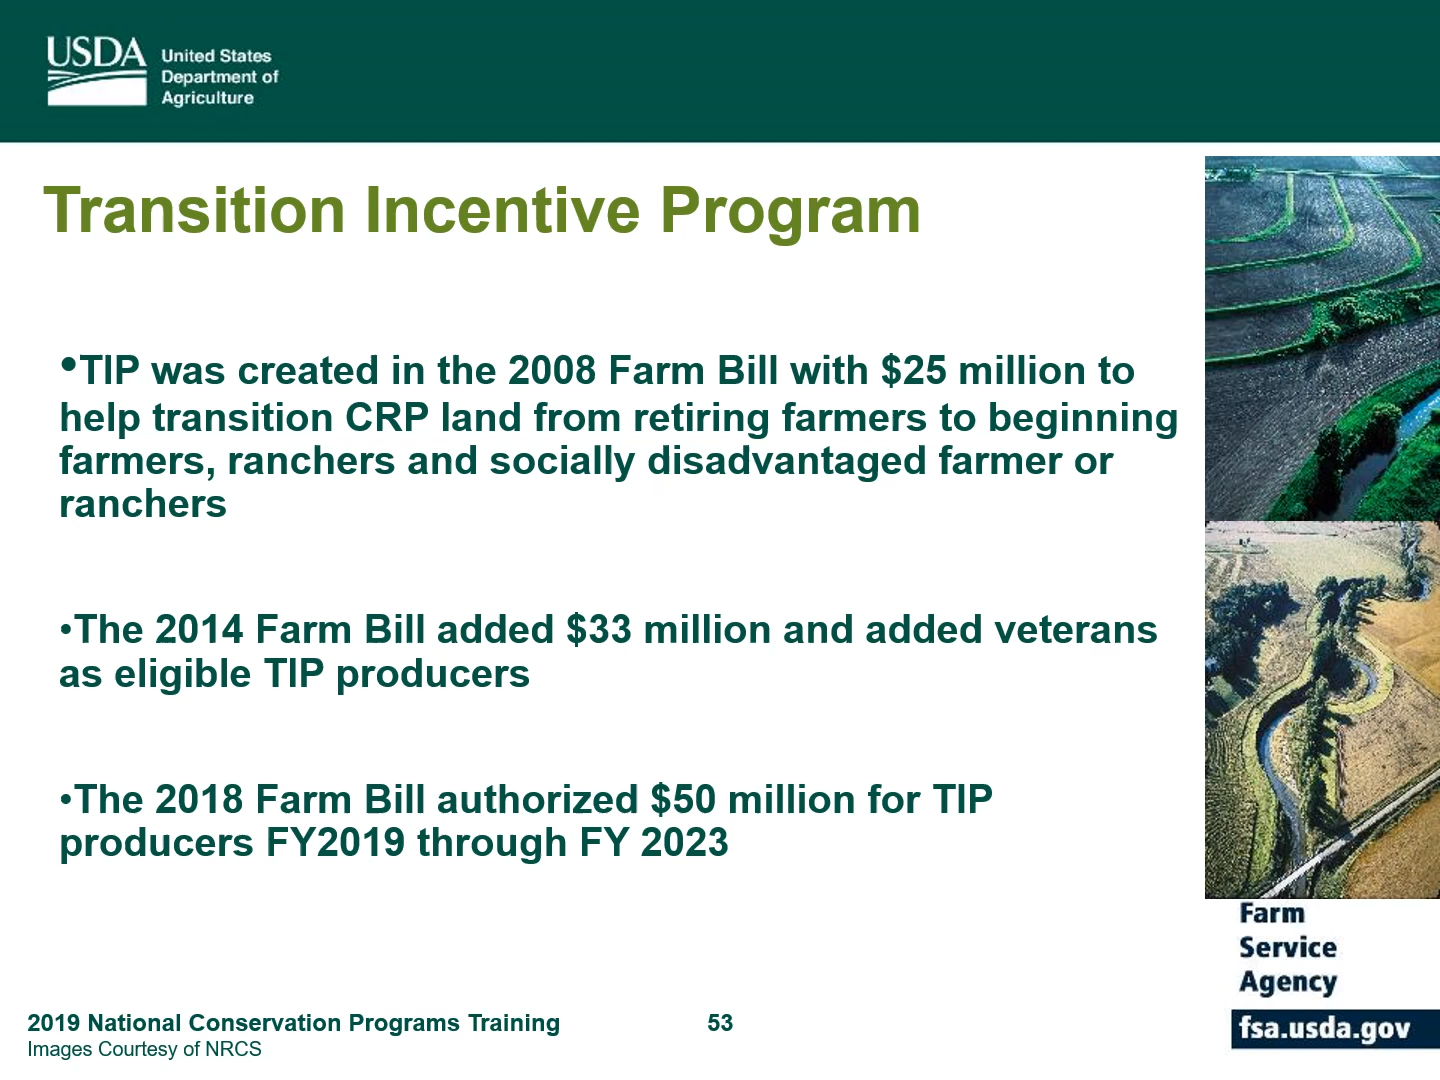 USDA
United States
Department of
Agriculture
Transition Incentive Program
•TIP was created in the 2008 Farm Bill with $25 million to
help transition CRP land from retiring farmers to beginning
farmers, ranchers and socially disadvantaged farmer or
ranchers
•The 2014 Farm Bill added $33 million and added veterans
as eligible TIP producers
•The 2018 Farm Bill authorized $50 million for TIP
producers FY2019 through FY 2023
Farm
Service
Agency
fsa.usda.gov
2019 National Conservation Programs Training
53
Images Courtesy of NRCS